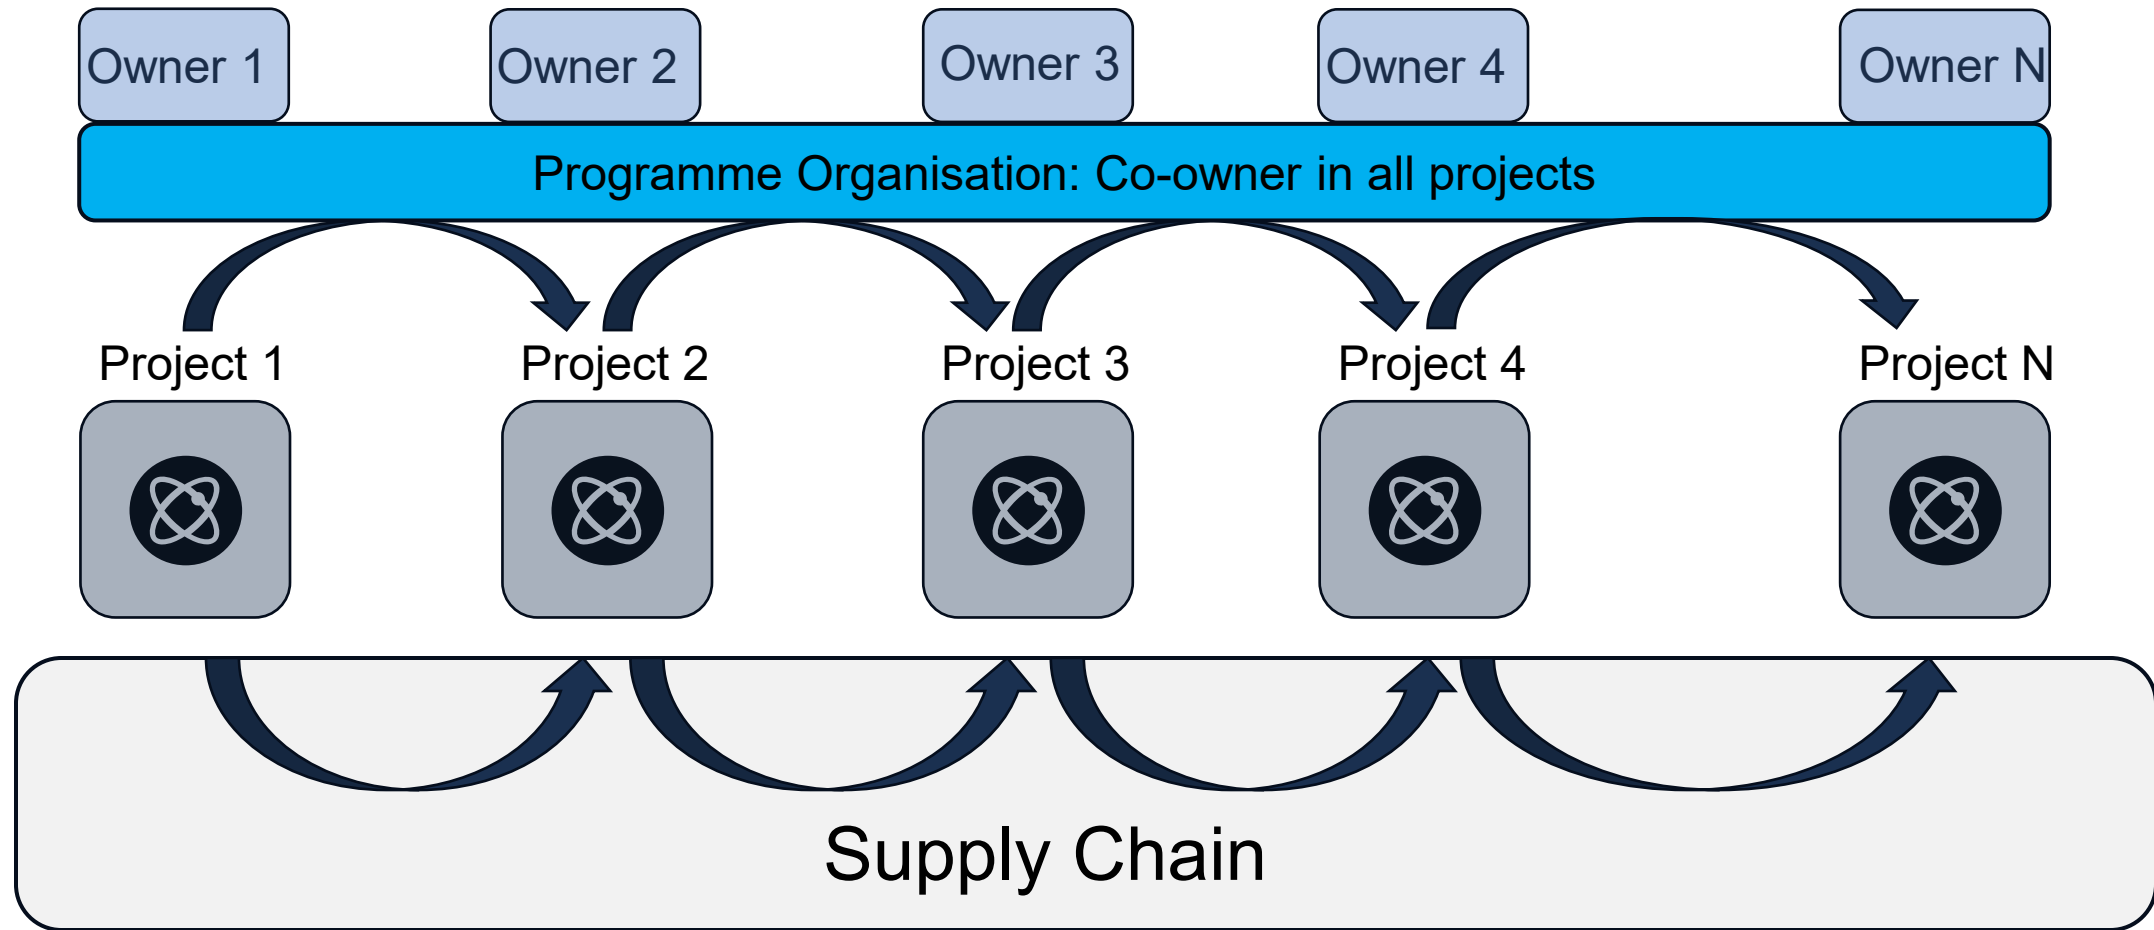 Owner 1
Owner 2
Owner 3
Owner 4
Owner N
Programme Organisation: Co-owner in all projects
Project 1
Project 2
Project 3
Project 4
Project N
Supply Chain